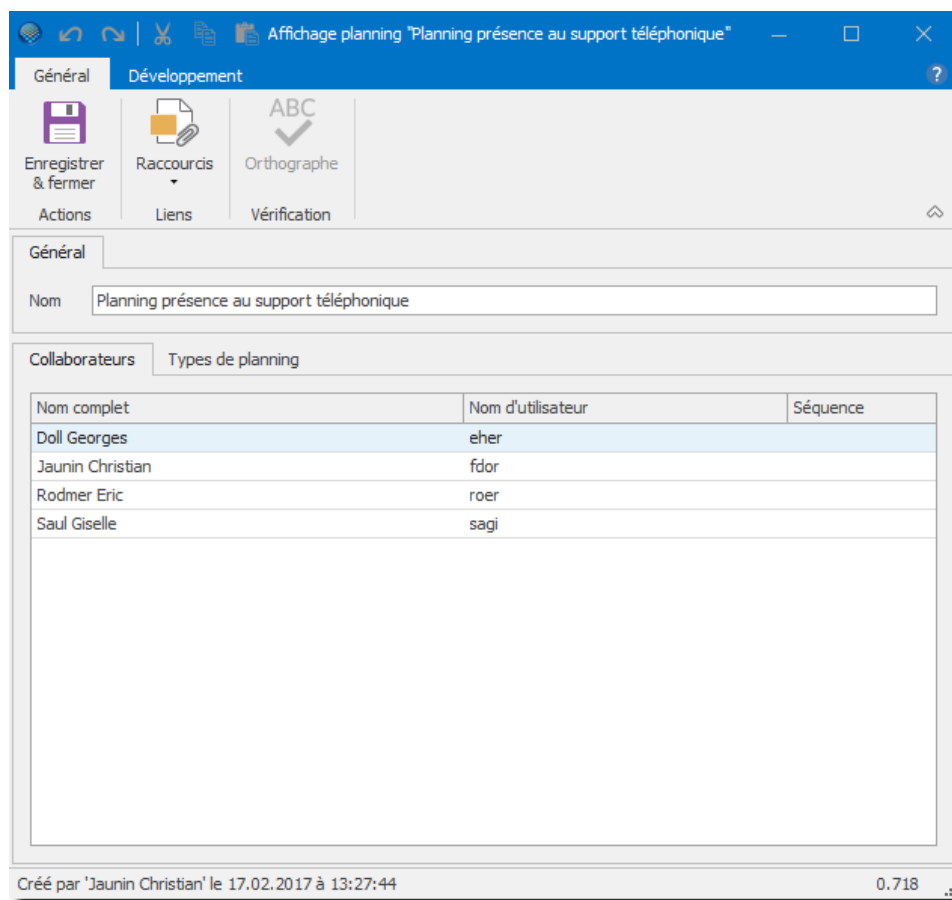 Affichage planning "Planning présence au support téléphonique"
Général Développement ?
ABC
Enregistrer & fermer Raccourcis Orthographe
Actions Liens Vérification
Général
Nom Planning présence au support téléphonique
Collaborateurs Types de planning
Nom complet Nom d'utilisateur Séquence
Doll Georges eher
Jaunin Christian fdor
Rodmer Eric roer
Saul Giselle sagi
Créé par 'Jaunin Christian' le 17.02.2017 à 13:27:44 0.718